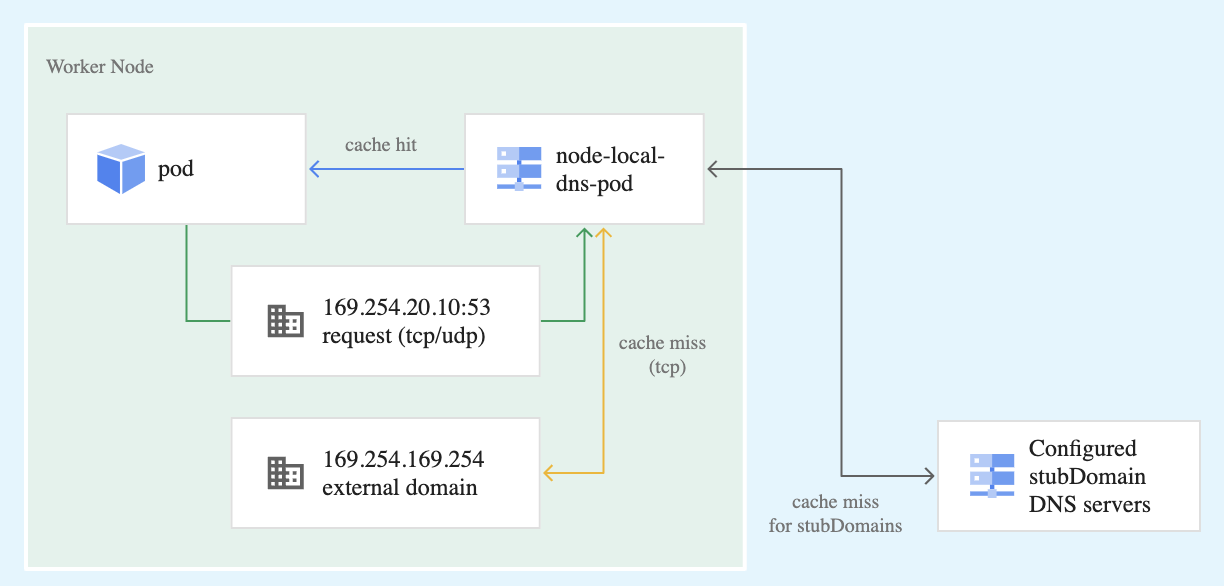 Worker Node
pod
cache hit
node-local-
dns-pod
169.254.20.10:53
request (tcp/udp)
cache miss
(tcp)
169.254.169.254
external domain
Configured
stubDomain
DNS servers
cache miss
for stubDomains